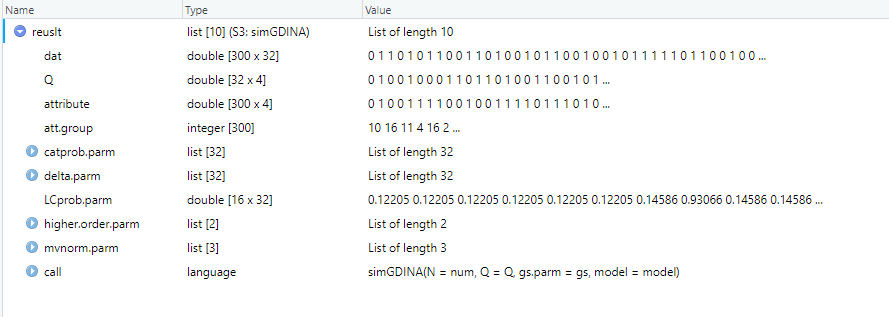 Name Type Value
reuslt list [10] (S3: simGDINA) List of length 10
dat double [300 x 32] 0 1 1 0 1 0 1 1 0 0 1 1 0 1 0 0 1 0 1 1 0 0 1 0 0 1 0 1 1 1 1 1 0 1 1 0 0 1 0 0 ...
Q double [32 x 4] 0 1 0 0 1 0 0 0 1 1 0 1 1 0 1 0 0 1 1 0 0 1 0 1 ...
attribute double [300 x 4] 0 1 0 0 1 1 1 1 0 0 1 0 0 1 1 1 1 0 1 1 1 0 1 0 ...
att.group integer [300] 10 16 11 4 16 2 ...
catprob.parm list [32] List of length 32
delta.parm list [32] List of length 32
LCprob.parm double [16 x 32] 0.12205 0.12205 0.12205 0.12205 0.12205 0.12205 0.14586 0.93066 0.14586 0.14586 ...
higher.order.parm list [2] List of length 2
mvnorm.parm list [3] List of length 3
call language simGDINA(N = num, Q = Q, gs.parm = gs, model = model)